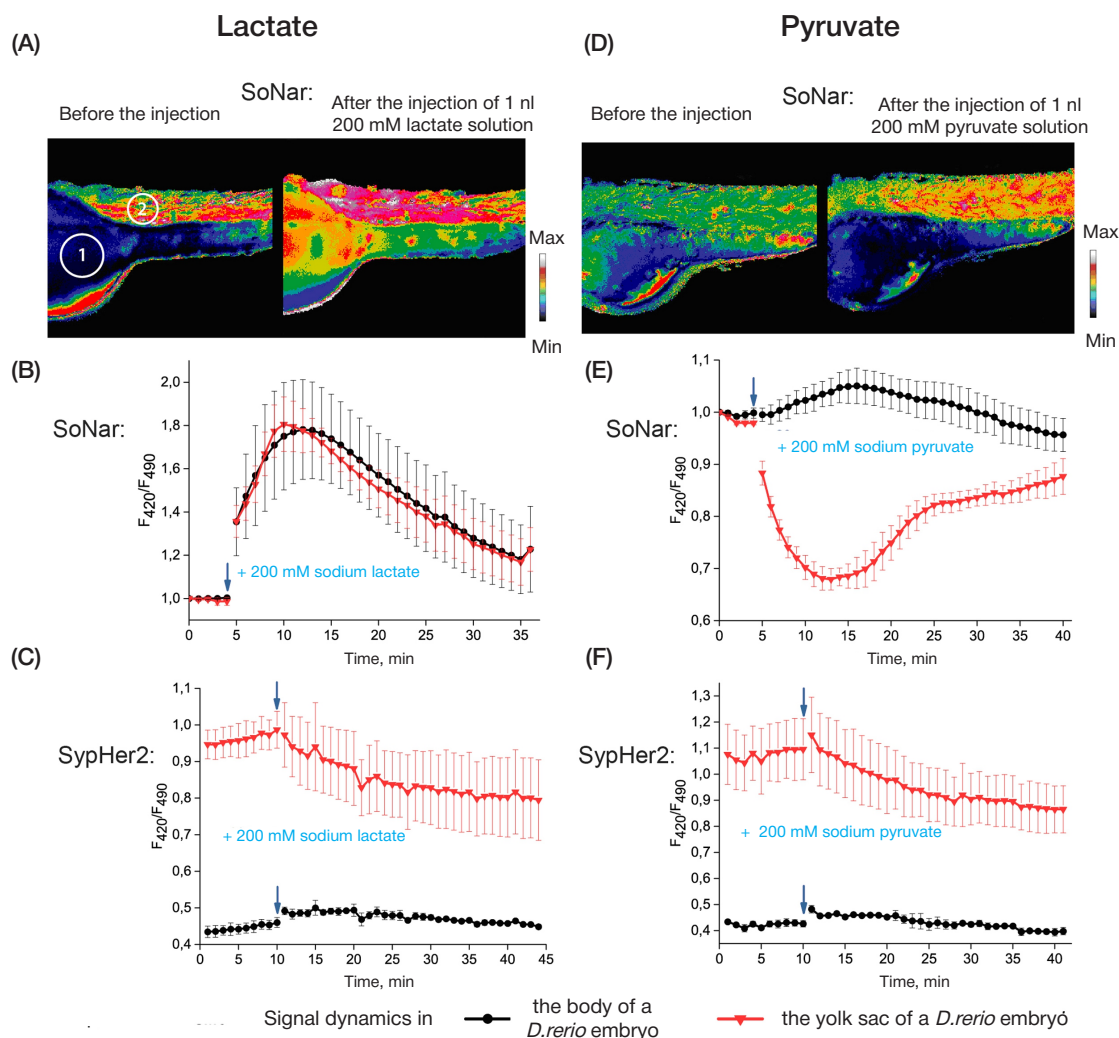 Lactate
Pyruvate
(A)
(D)
SoNar:
SoNar:
Before the injection
After the injection of 1 nl
200 mM lactate solution
Before the injection
After the injection of 1 nl
200 mM pyruvate solution
1
2
Max
Min
Max
Min
(B)
SoNar:
F420/F490
2,0
1,8
1,6
1,4
1,2
1,0
+ 200 mM sodium lactate
0 5 10 15 20 25 30 35
Time, min
(E)
SoNar:
F420/F490
1,1
1,0
0,9
0,8
0,7
0,6
+ 200 mM sodium pyruvate
0 5 10 15 20 25 30 35 40
Time, min
(C)
SypHer2:
F420/F490
1,1
1,0
0,9
0,8
0,7
0,5
0,4
+ 200 mM sodium lactate
0 5 10 15 20 25 30 35 40 45
Time, min
(F)
SypHer2:
F420/F490
1,3
1,2
1,1
1,0
0,9
0,8
0,5
0,4
+ 200 mM sodium pyruvate
0 5 10 15 20 25 30 35 40
Time, min
Signal dynamics in
the body of a
D.rerio embryo
the yolk sac of a D.rerio embryó